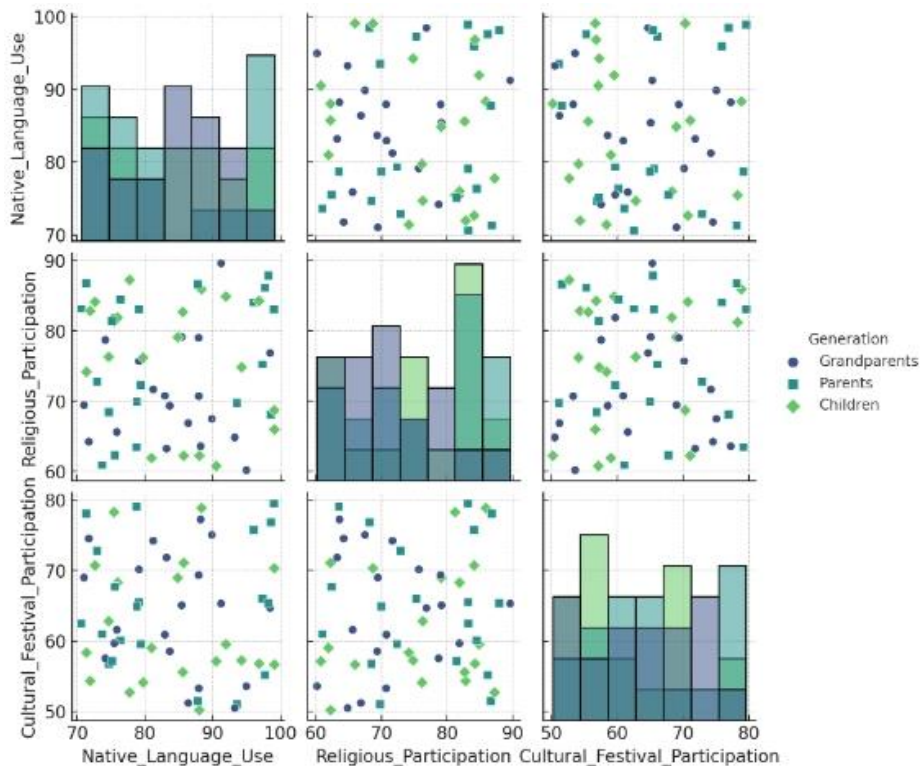 Native_Language_Use
100
90
80
70
Religious_Participation
90
80
70
60
Cultural_Festival_Participation
80
70
60
50
70 80 90 100
60 70 80 90
50 60 70 80
Native_Language_Use
Religious_Participation
Cultural_Festival_Participation
Generation
Grandparents
Parents
Children